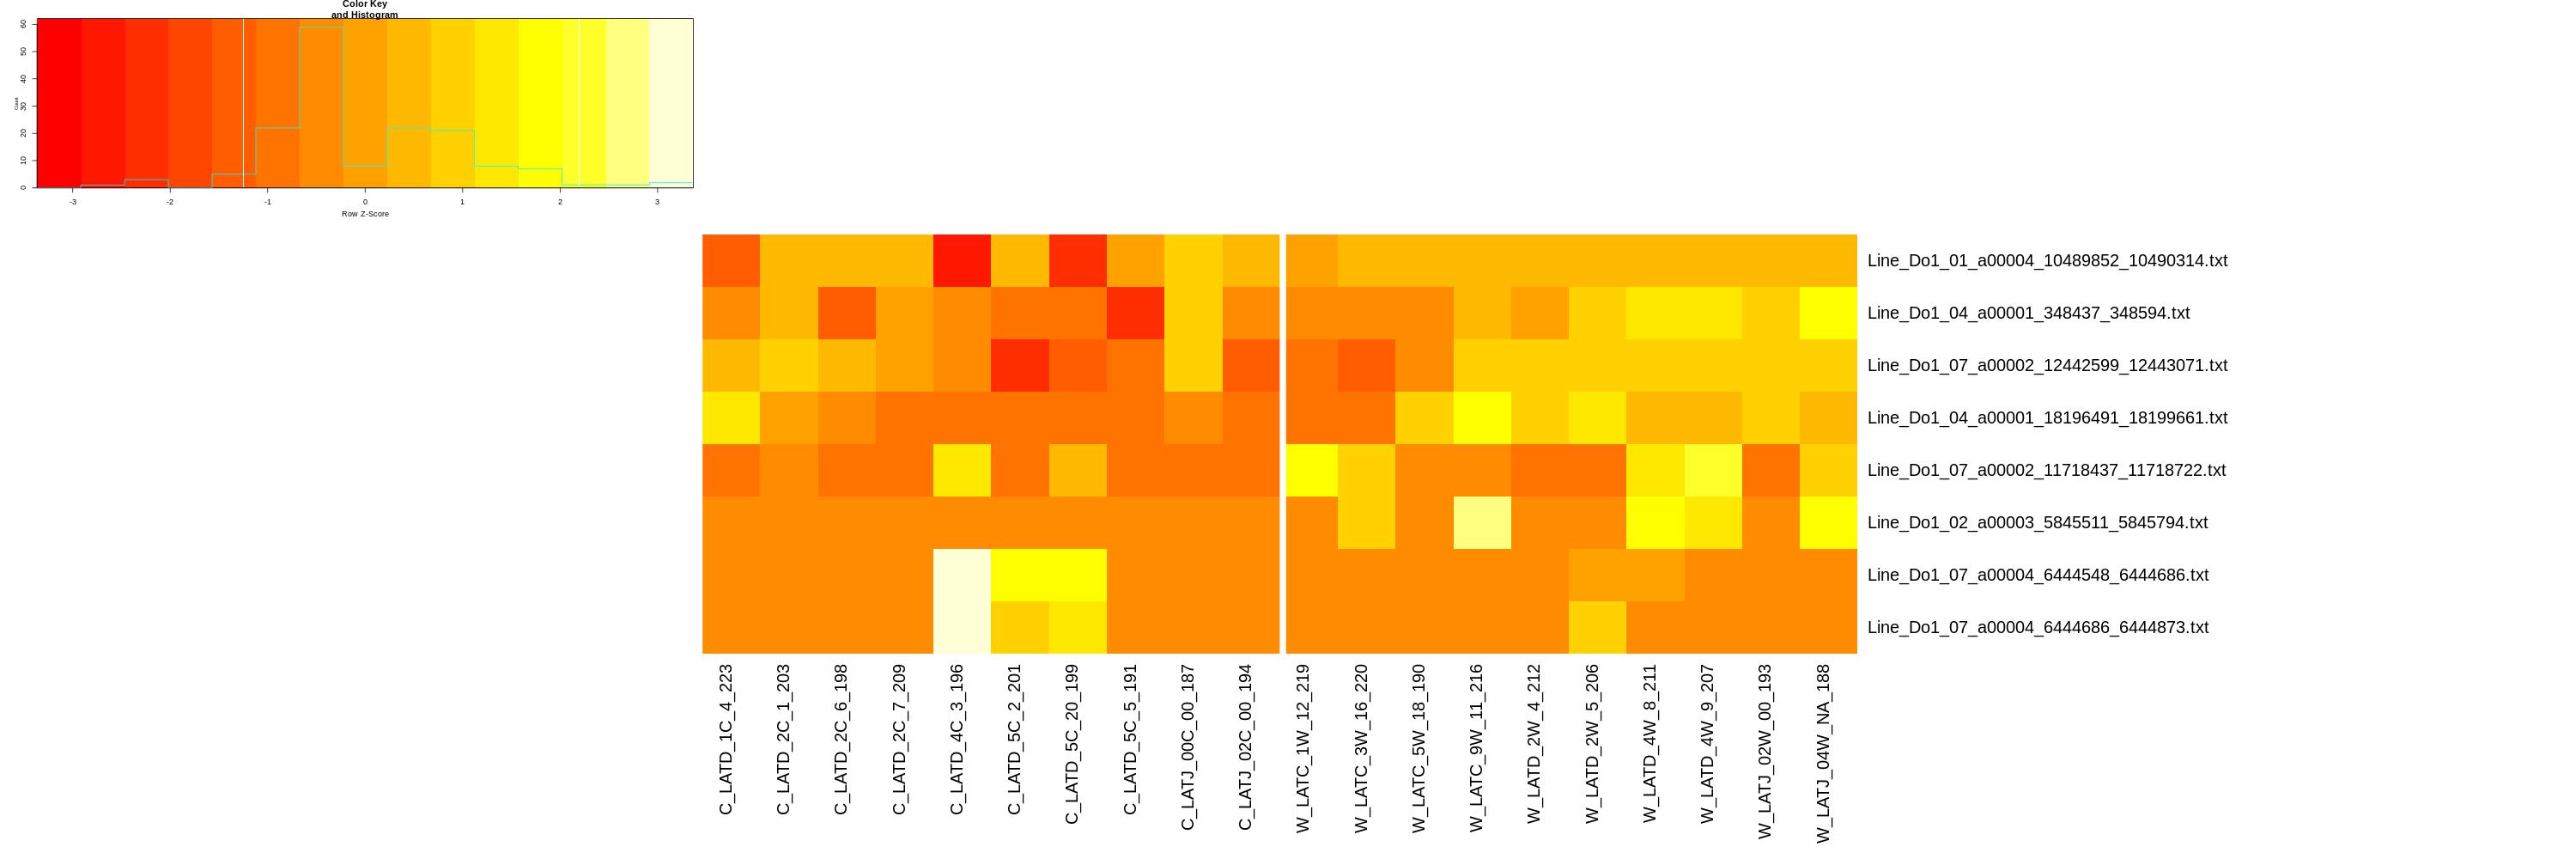 Color Key
and Histogram
Count
0 10 20 30 40 50 60
-3 -2 -1 0 1 2 3
Row Z-Score
Line_Do1_01_a00004_10489852_10490314.txt
Line_Do1_04_a00001_348437_348594.txt
Line_Do1_07_a00002_12442599_12443071.txt
Line_Do1_04_a00001_18196491_18199661.txt
Line_Do1_07_a00002_11718437_11718722.txt
Line_Do1_02_a00003_5845511_5845794.txt
Line_Do1_07_a00004_6444548_6444686.txt
Line_Do1_07_a00004_6444686_6444873.txt
C_LATD_1C_4_223
C_LATD_2C_1_203
C_LATD_2C_6_198
C_LATD_2C_7_209
C_LATD_4C_3_196
C_LATD_5C_2_201
C_LATD_5C_20_199
C_LATD_5C_5_191
C_LATJ_00C_00_187
C_LATJ_02C_00_194
W_LATC_1W_12_219
W_LATC_3W_16_220
W_LATC_5W_18_190
W_LATC_9W_11_216
W_LATD_2W_4_212
W_LATD_2W_5_206
W_LATD_4W_8_211
W_LATD_4W_9_207
W_LATJ_02W_00_193
W_LATJ_04W_NA_188